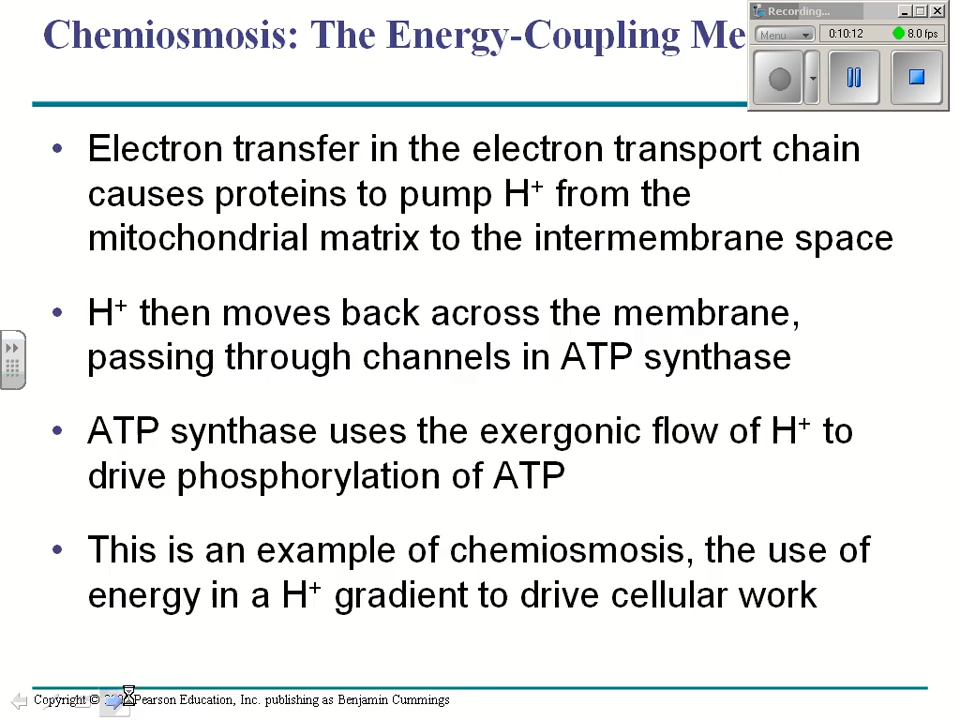 Chemiosmosis: The Energy-Coupling Me
Recording...
Menu
0:10:12
8.0 fps
• Electron transfer in the electron transport chain
causes proteins to pump H⁺ from the
mitochondrial matrix to the intermembrane space
• H⁺ then moves back across the membrane,
passing through channels in ATP synthase
• ATP synthase uses the exergonic flow of H⁺ to
drive phosphorylation of ATP
• This is an example of chemiosmosis, the use of
energy in a H⁺ gradient to drive cellular work
Copyright © Pearson Education, Inc. publishing as Benjamin Cummings